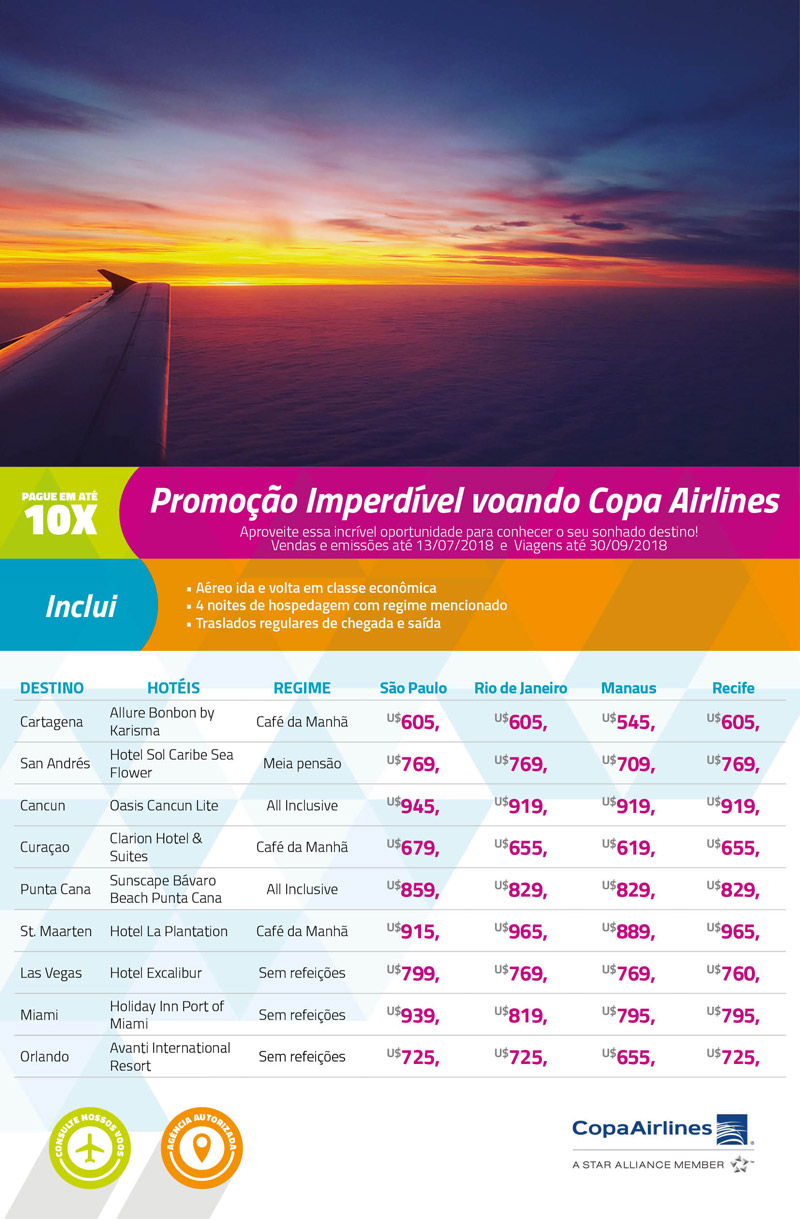 PAGUE EM ATÉ
10X
Promoção Imperdível voando Copa Airlines
Aproveite essa incrível oportunidade para conhecer o seu sonhado destino!
Vendas e emissões até 13/07/2018 e Viagens até 30/09/2018
Inclui
• Aéreo ida e volta em classe econômica
• 4 noites de hospedagem com regime mencionado
• Traslados regulares de chegada e saída
DESTINO HOTÉIS REGIME São Paulo Rio de Janeiro Manaus Recife
Cartagena Allure Bonbon by Karisma Café da Manhã U$605, U$605, U$545, U$605,
San Andrés Hotel Sol Caribe Sea Flower Meia pensão U$769, U$769, U$709, U$769,
Cancun Oasis Cancun Lite All Inclusive U$945, U$919, U$919, U$919,
Curaçao Clarion Hotel & Suites Café da Manhã U$679, U$655, U$619, U$655,
Punta Cana Sunscape Bávaro Beach Punta Cana All Inclusive U$859, U$829, U$829, U$829,
St. Maarten Hotel La Plantation Café da Manhã U$915, U$965, U$889, U$965,
Las Vegas Hotel Excalibur Sem refeições U$799, U$769, U$769, U$760,
Miami Holiday Inn Port of Miami Sem refeições U$939, U$819, U$795, U$795,
Orlando Avanti International Resort Sem refeições U$725, U$725, U$655, U$725,
CONSULTE NOSSOS VOOS
AGÊNCIA AUTORIZADA
CopaAirlines
A STAR ALLIANCE MEMBER